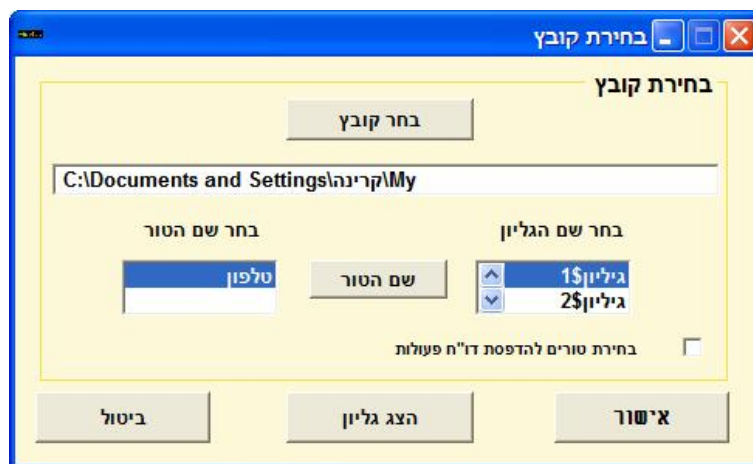 בחירת קובץ
בחירת קובץ
בחר קובץ
C:\Documents and Settings\קרינה\My
בחר שם הגליון
בחר שם הטור
גיליון1$
גיליון2$
שם הטור
טלפון
בחירת טורים להדפסת דו"ח פעולות
אישור
הצג גליון
ביטול